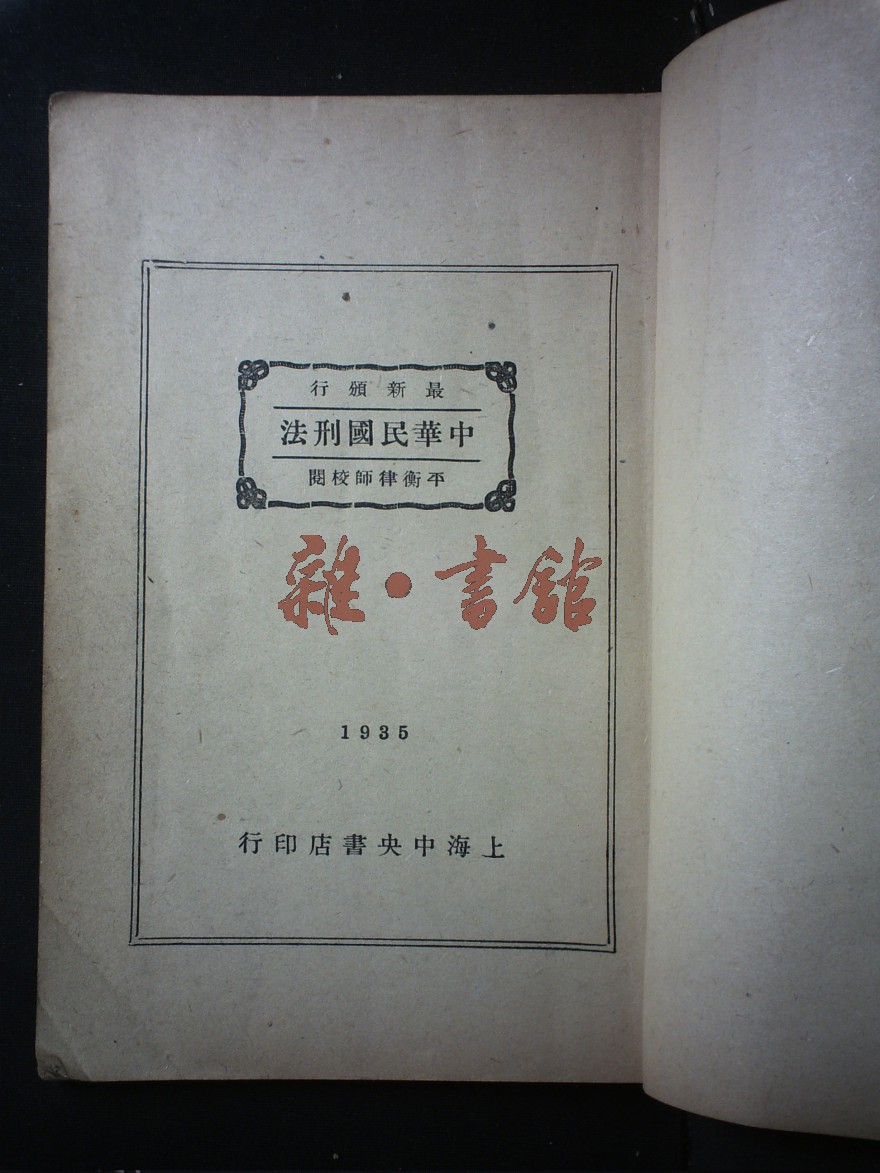 最新頒行
中華民國刑法
平衡律師校閱
雜·書館
1935
上海中央書店印行